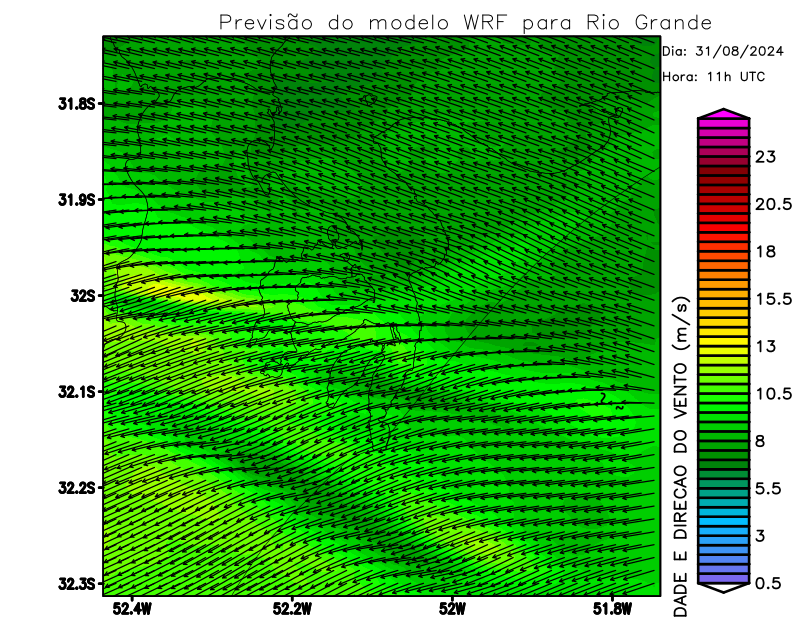 Previsão do modelo WRF para Rio Grande
Dia: 31/08/2024
Hora: 11h UTC
31.8S
31.9S
32S
32.1S
32.2S
32.3S
52.4W
52.2W
52W
51.8W
23
20.5
18
15.5
13
10.5
8
5.5
3
0.5
DADE E DIRECAO DO VENTO (m/s)